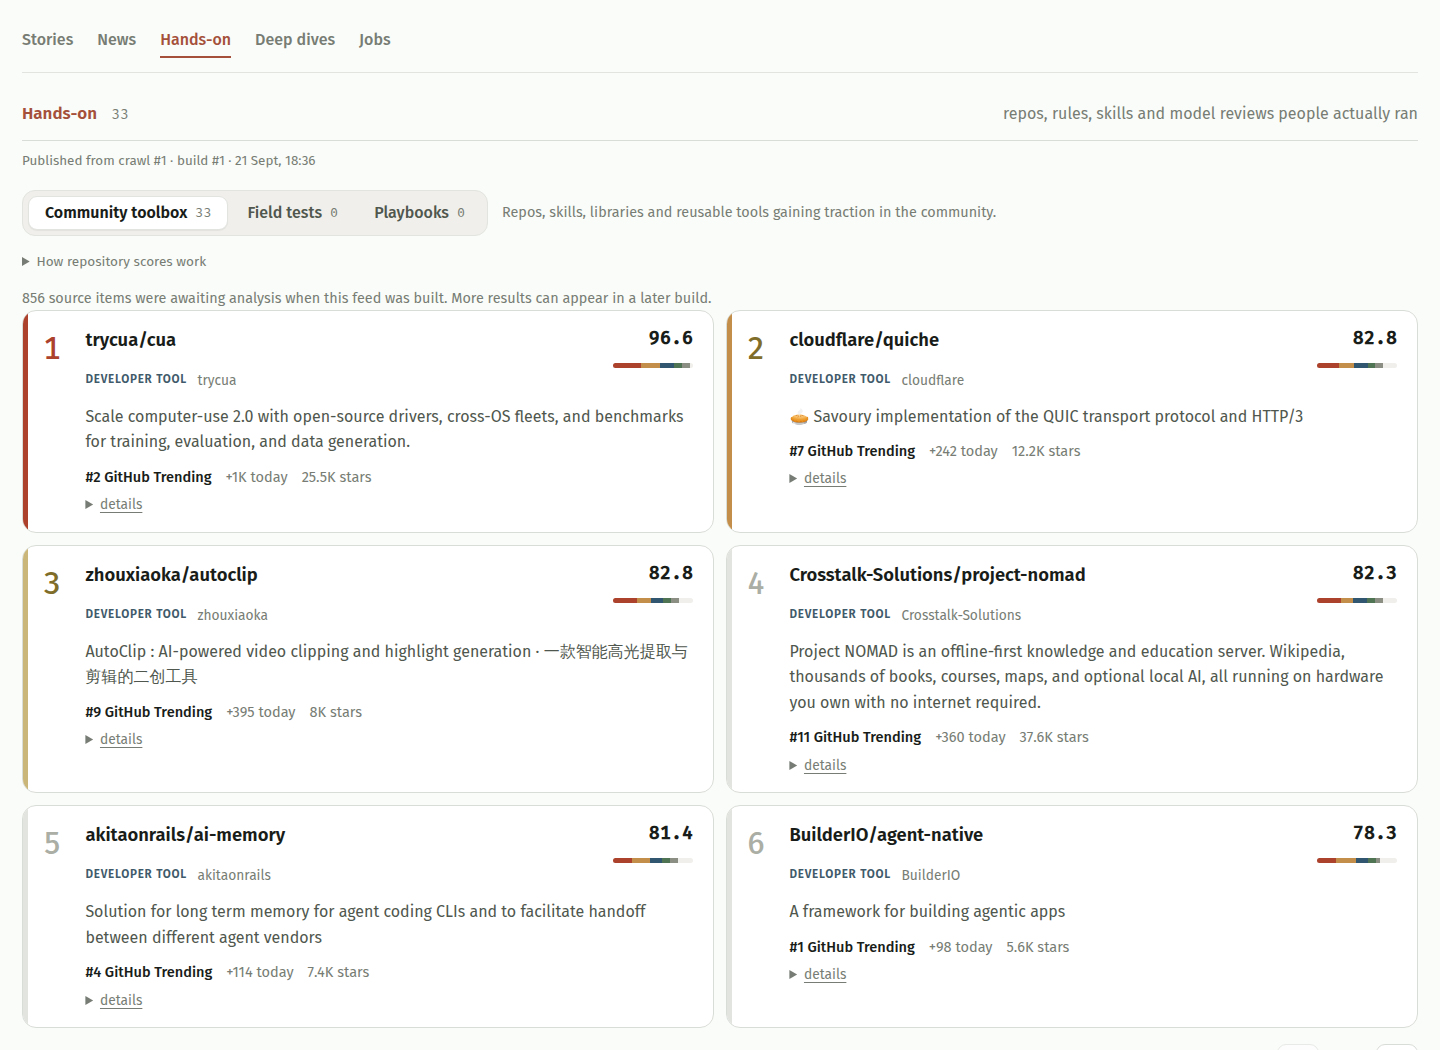 Stories News Hands-on Deep dives Jobs
Hands-on 33 repos, rules, skills and model reviews people actually ran
Published from crawl #1 · build #1 · 21 Sept, 18:36
Community toolbox 33 Field tests 0 Playbooks 0 Repos, skills, libraries and reusable tools gaining traction in the community.
How repository scores work
856 source items were awaiting analysis when this feed was built. More results can appear in a later build.
1 trycua/cua 96.6
DEVELOPER TOOL trycua
Scale computer-use 2.0 with open-source drivers, cross-OS fleets, and benchmarks
for training, evaluation, and data generation.
#2 GitHub Trending +1K today 25.5K stars
details
2 cloudflare/quiche 82.8
DEVELOPER TOOL cloudflare
🥧 Savoury implementation of the QUIC transport protocol and HTTP/3
#7 GitHub Trending +242 today 12.2K stars
details
3 zhouxiaoka/autoclip 82.8
DEVELOPER TOOL zhouxiaoka
AutoClip : AI-powered video clipping and highlight generation · 一款智能高光提取与
剪辑的二创工具
#9 GitHub Trending +395 today 8K stars
details
4 Crosstalk-Solutions/project-nomad 82.3
DEVELOPER TOOL Crosstalk-Solutions
Project NOMAD is an offline-first knowledge and education server. Wikipedia,
thousands of books, courses, maps, and optional local AI, all running on hardware
you own with no internet required.
#11 GitHub Trending +360 today 37.6K stars
details
5 akitaonrails/ai-memory 81.4
DEVELOPER TOOL akitaonrails
Solution for long term memory for agent coding CLIs and to facilitate handoff
between different agent vendors
#4 GitHub Trending +114 today 7.4K stars
details
6 BuilderIO/agent-native 78.3
DEVELOPER TOOL BuilderIO
A framework for building agentic apps
#1 GitHub Trending +98 today 5.6K stars
details